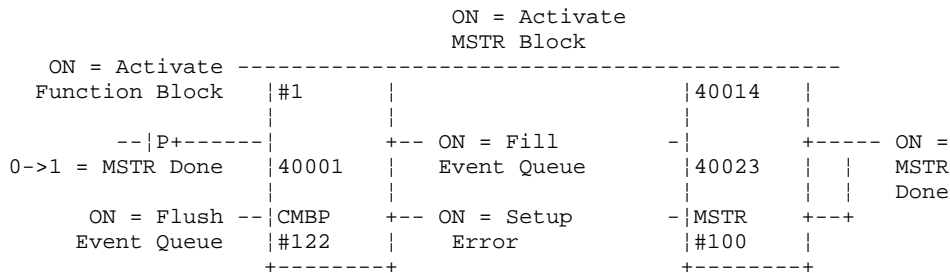 ON = Activate
MSTR Block
ON = Activate ---------------------------------------------
Function Block ¦#1 ¦ ¦40014 ¦
¦ ¦ ¦ ¦
--¦P+------¦ +-- ON = Fill -¦ +----- ON =
0->1 = MSTR Done ¦40001 ¦ Event Queue ¦40023 ¦ ¦ MSTR
¦ ¦ ¦ ¦ ¦ Done
ON = Flush --¦CMBP +-- ON = Setup -¦MSTR +--+
Event Queue ¦#122 ¦ Error ¦#100 ¦
+--------+ +--------+